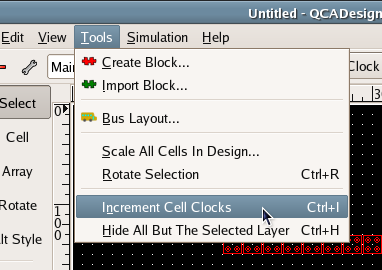 Untitled - QCADesign
Edit View Tools Simulation Help
Mai
Clock
Create Block...
Import Block...
Bus Layout...
Scale All Cells In Design...
Rotate Selection Ctrl+R
Increment Cell Clocks Ctrl+I
Hide All But The Selected Layer Ctrl+H
Select
Cell
Array
Rotate
lt Style